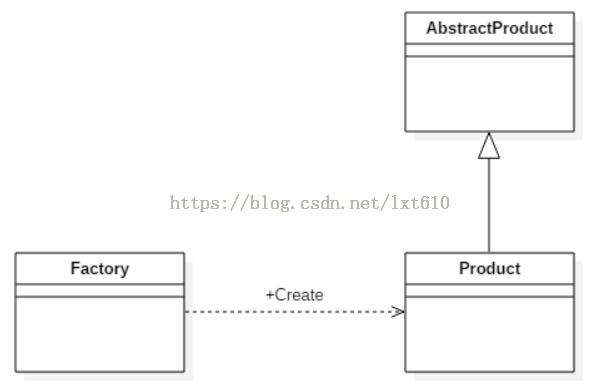 AbstractProduct
https://blog.csdn.net/lxt610
Factory
Product
+Create